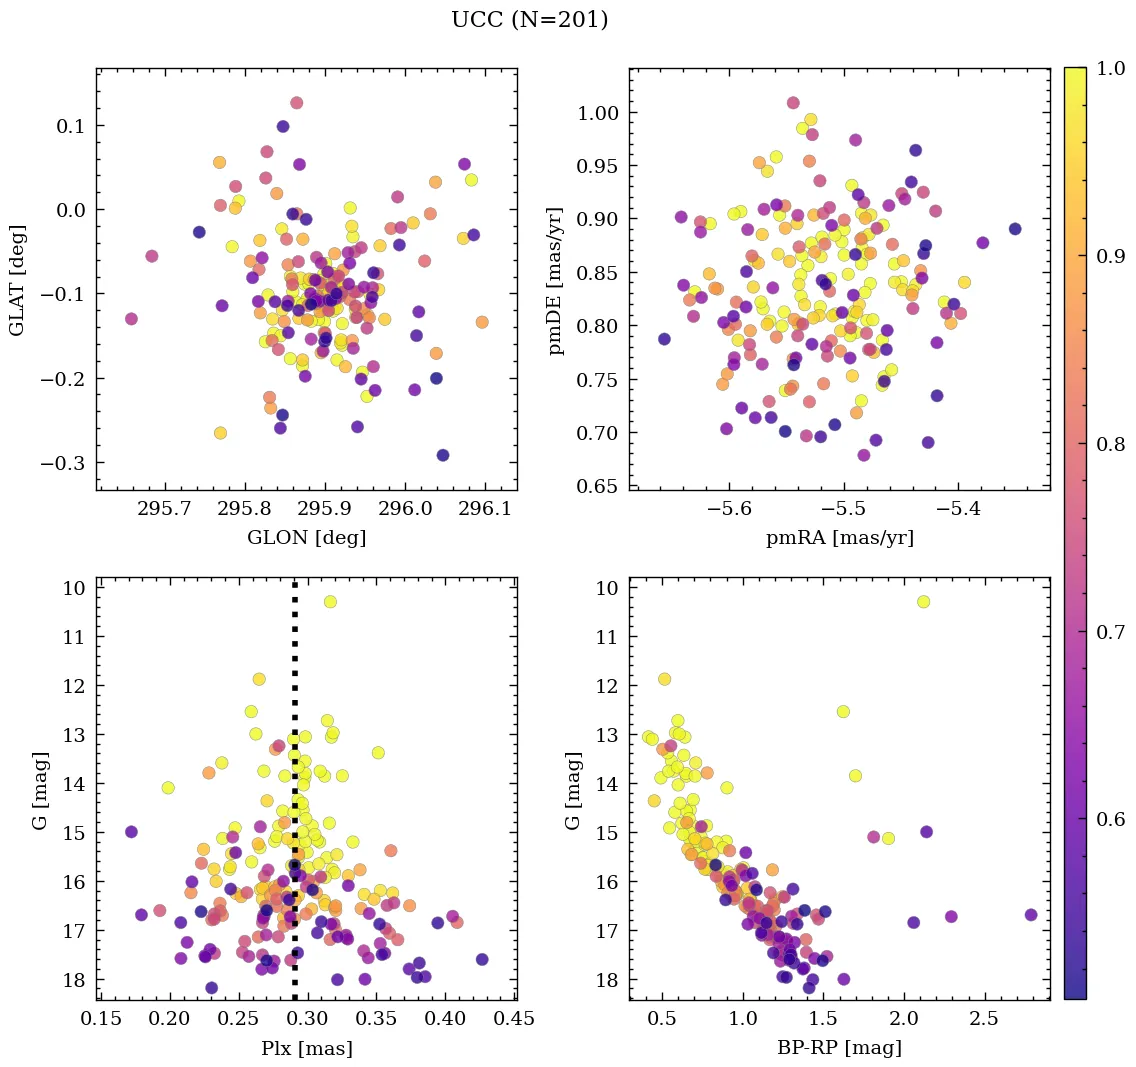 UCC (N=201)
0.1
0.0
−0.1
−0.2
−0.3
GLAT [deg]
295.7 295.8 295.9 296.0 296.1
GLON [deg]
1.00
0.95
0.90
0.85
0.80
0.75
0.70
0.65
pmDE [mas/yr]
−5.6 −5.5 −5.4
pmRA [mas/yr]
10
11
12
13
14
15
16
17
18
G [mag]
0.15 0.20 0.25 0.30 0.35 0.40 0.45
Plx [mas]
10
11
12
13
14
15
16
17
18
G [mag]
0.5 1.0 1.5 2.0 2.5
BP-RP [mag]
1.0
0.9
0.8
0.7
0.6